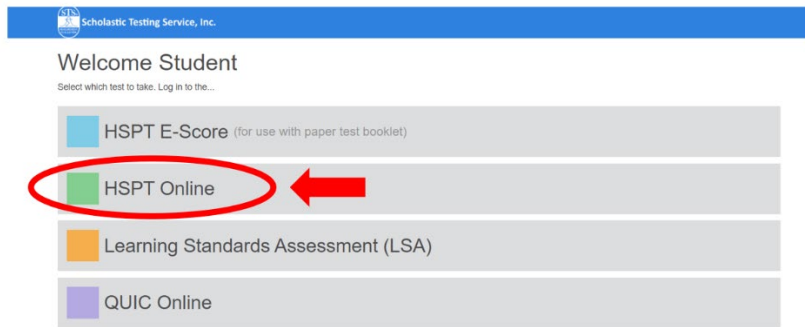 STS
Scholastic Testing Service, Inc.
Welcome Student
Select which test to take. Log in to the...
HSPT E-Score (for use with paper test booklet)
HSPT Online
Learning Standards Assessment (LSA)
QUIC Online